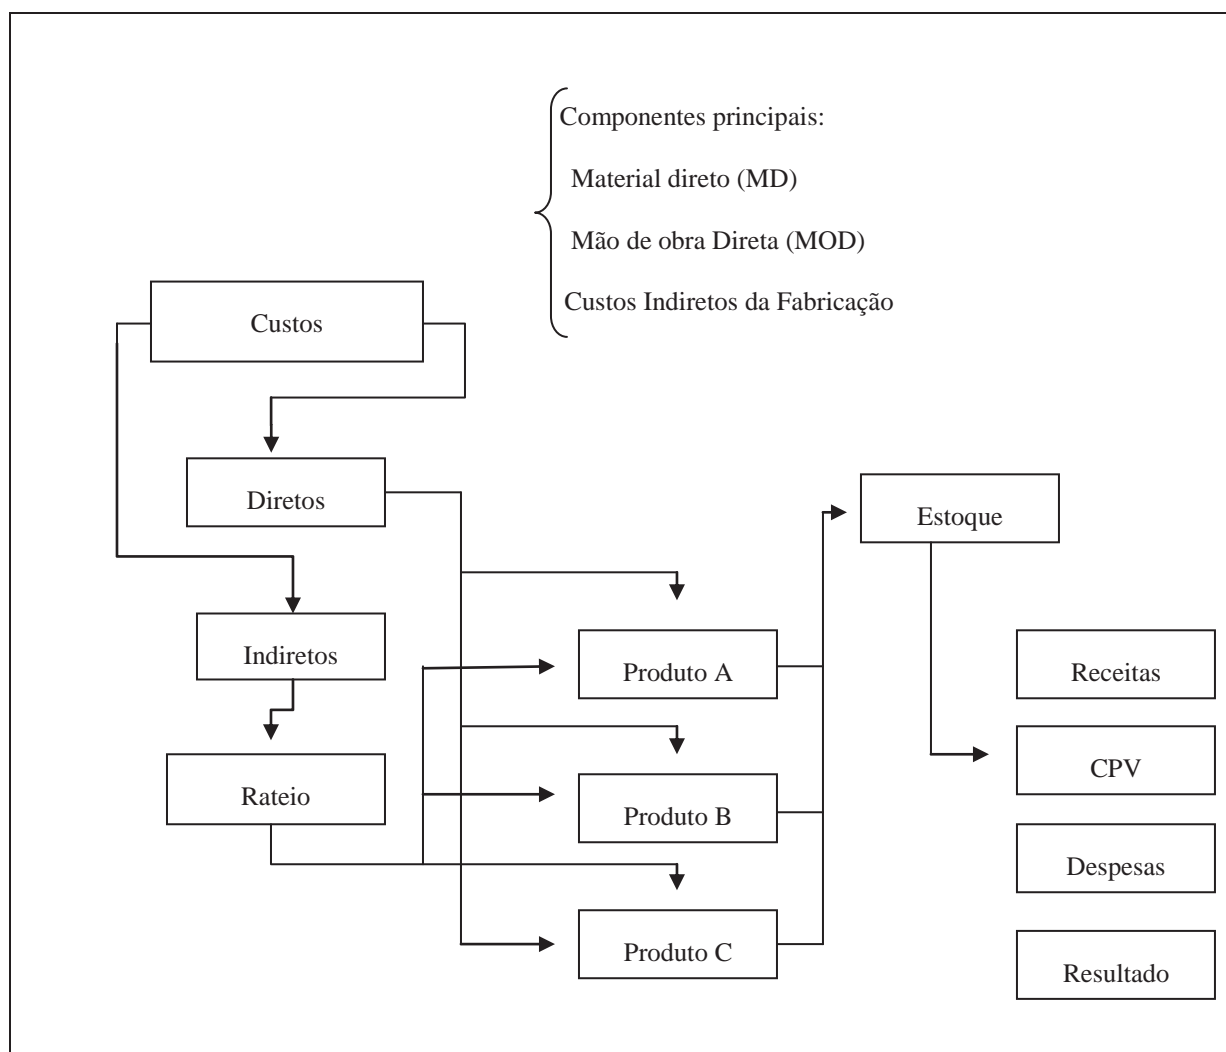 Componentes principais:
Material direto (MD)
Mão de obra Direta (MOD)
Custos Indiretos da Fabricação
Custos
Diretos
Estoque
Indiretos
Produto A
Receitas
CPV
Rateio
Produto B
Despesas
Produto C
Resultado